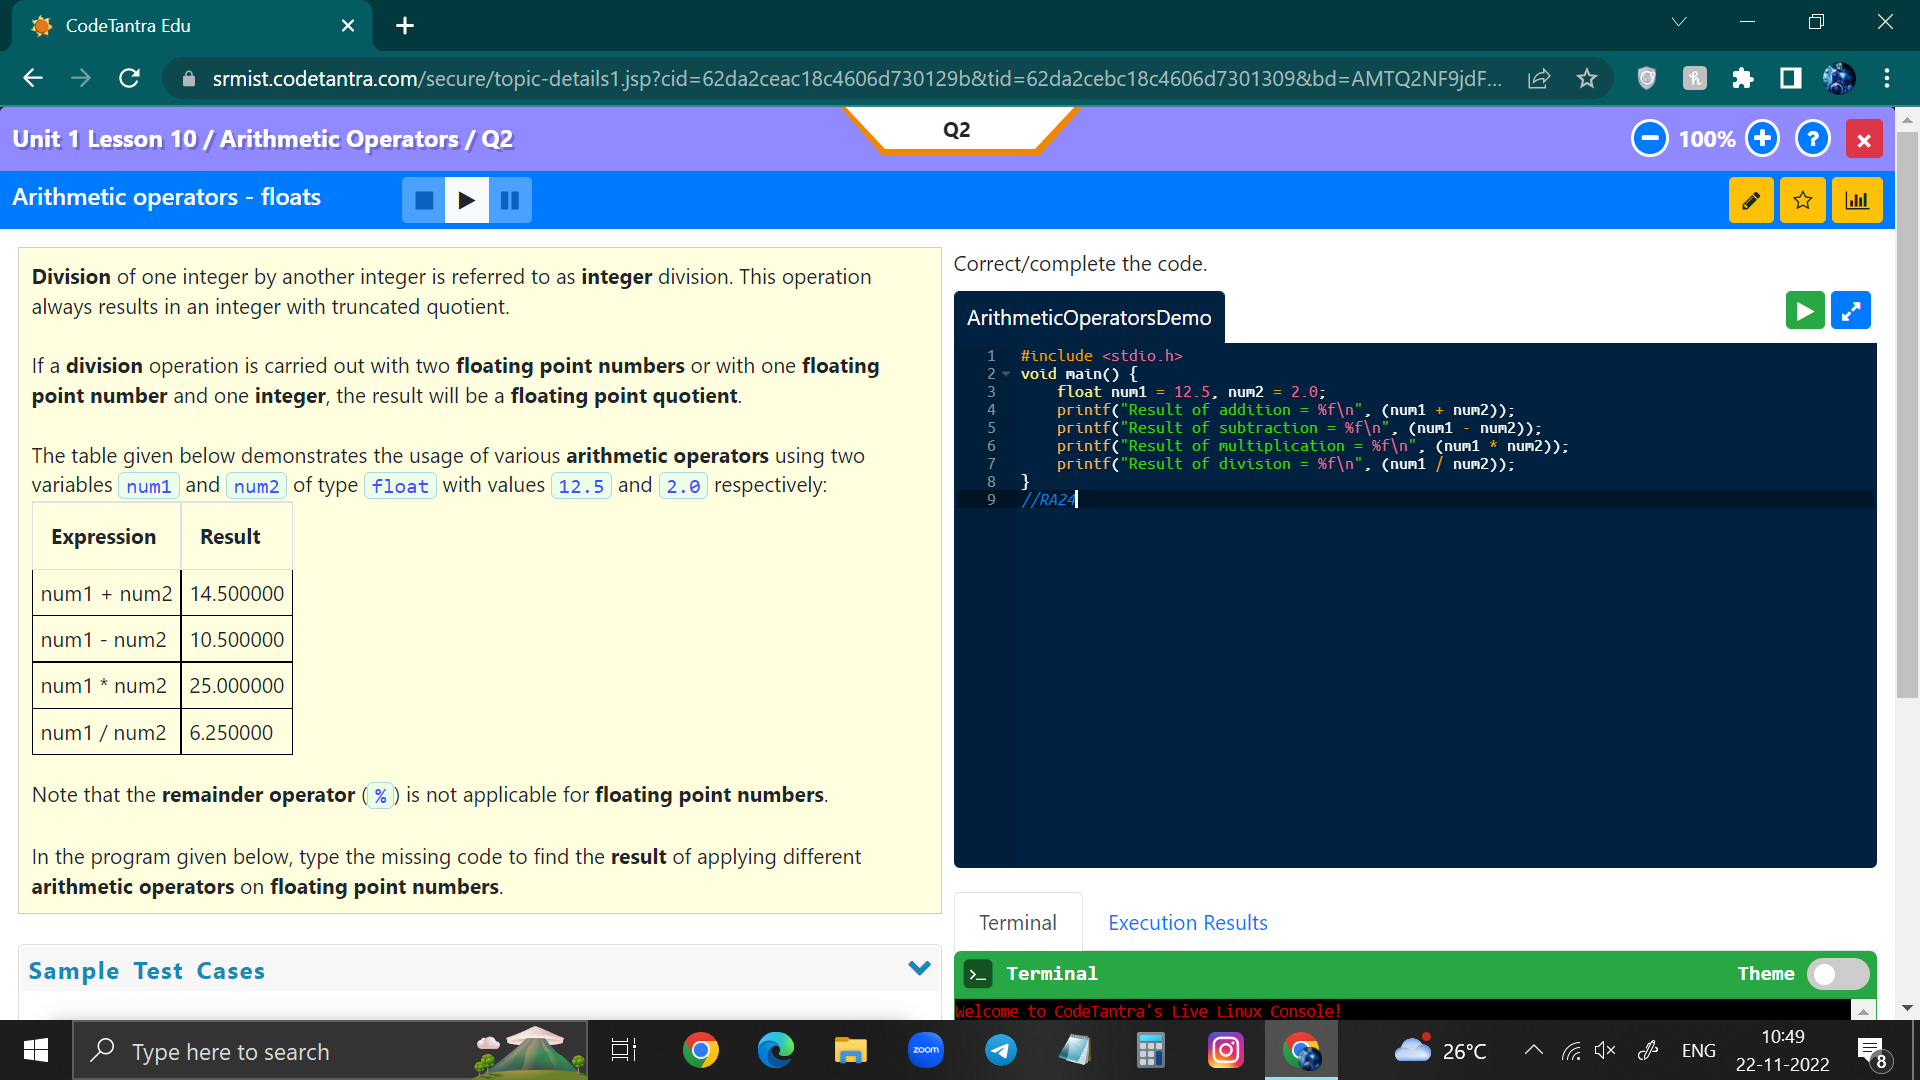 CodeTantra Edu
srmist.codetantra.com/secure/topic-details1.jsp?cid=62da2ceac18c4606d730129b&tid=62da2cebc18c4606d7301309&bd=AMTQ2NF9jdF...
Unit 1 Lesson 10 / Arithmetic Operators / Q2
Q2
100%
?
Arithmetic operators - floats
Division of one integer by another integer is referred to as integer division. This operation
always results in an integer with truncated quotient.
If a division operation is carried out with two floating point numbers or with one floating
point number and one integer, the result will be a floating point quotient.
The table given below demonstrates the usage of various arithmetic operators using two
variables num1 and num2 of type float with values 12.5 and 2.0 respectively:
Expression Result
num1 + num2 14.500000
num1 - num2 10.500000
num1 * num2 25.000000
num1 / num2 6.250000
Note that the remainder operator (%) is not applicable for floating point numbers.
In the program given below, type the missing code to find the result of applying different
arithmetic operators on floating point numbers.
Sample Test Cases
Correct/complete the code.
ArithmeticOperatorsDemo
1 #include <stdio.h>
2 void main() {
3 float num1 = 12.5, num2 = 2.0;
4 printf("Result of addition = %f\n", (num1 + num2));
5 printf("Result of subtraction = %f\n", (num1 - num2));
6 printf("Result of multiplication = %f\n", (num1 * num2));
7 printf("Result of division = %f\n", (num1 / num2));
8 }
9 //RA24
Terminal Execution Results
>_ Terminal Theme
Welcome to CodeTantra's Live Linux Console!
Type here to search
zoom
26°C
ENG
10:49
22-11-2022
8